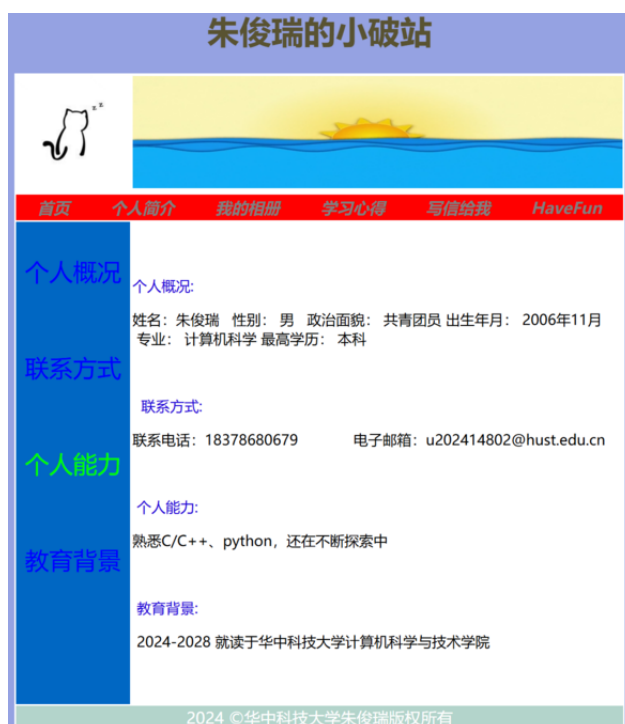 朱俊瑞的小破站
z z
首页 个人简介 我的相册 学习心得 写信给我 HaveFun
个人概况
联系方式
个人能力
教育背景
个人概况:
姓名：朱俊瑞 性别： 男 政治面貌： 共青团员 出生年月： 2006年11月
专业： 计算机科学 最高学历： 本科
联系方式:
联系电话：18378680679 电子邮箱：u202414802@hust.edu.cn
个人能力:
熟悉C/C++、python，还在不断探索中
教育背景:
2024-2028 就读于华中科技大学计算机科学与技术学院
2024 ©华中科技大学朱俊瑞版权所有